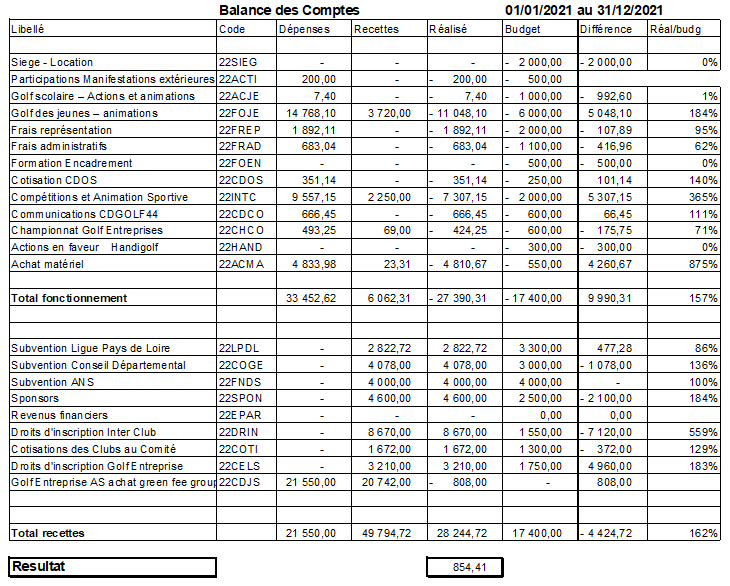 Balance des Comptes 01/01/2021 au 31/12/2021
Libellé Code Dépenses Recettes Réalisé Budget Différence Réal/budg
Siege - Location 22SIEG - - - - 2 000,00 - 2 000,00 0%
Participations Manifestations extérieures 22ACTI 200,00 - - 200,00 - 500,00
Golf scolaire – Actions et animations 22ACJE 7,40 - - 7,40 - 1 000,00 - 992,60 1%
Golf des jeunes – animations 22FOJE 14 768,10 3 720,00 - 11 048,10 - 6 000,00 5 048,10 184%
Frais représentation 22FREP 1 892,11 - - 1 892,11 - 2 000,00 - 107,89 95%
Frais administratifs 22FRAD 683,04 - - 683,04 - 1 100,00 - 416,96 62%
Formation Encadrement 22FOEN - - - - 500,00 - 500,00 0%
Cotisation CDOS 22CDOS 351,14 - - 351,14 - 250,00 101,14 140%
Compétitions et Animation Sportive 22INTC 9 557,15 2 250,00 - 7 307,15 - 2 000,00 5 307,15 365%
Communications CDGOLF44 22CDCO 666,45 - - 666,45 - 600,00 66,45 111%
Championnat Golf Entreprises 22CHCO 493,25 69,00 - 424,25 - 600,00 - 175,75 71%
Actions en faveur Handigolf 22HAND - - - - 300,00 - 300,00 0%
Achat matériel 22ACMA 4 833,98 23,31 - 4 810,67 - 550,00 4 260,67 875%
Total fonctionnement 33 452,62 6 062,31 - 27 390,31 - 17 400,00 9 990,31 157%
Subvention Ligue Pays de Loire 22LPDL - 2 822,72 2 822,72 3 300,00 477,28 86%
Subvention Conseil Départemental 22COGE - 4 078,00 4 078,00 3 000,00 - 1 078,00 136%
Subvention ANS 22FNDS - 4 000,00 4 000,00 4 000,00 - 100%
Sponsors 22SPON - 4 600,00 4 600,00 2 500,00 - 2 100,00 184%
Revenus financiers 22EPAR - - - 0,00 0,00
Droits d'inscription Inter Club 22DRIN - 8 670,00 8 670,00 1 550,00 - 7 120,00 559%
Cotisations des Clubs au Comité 22COTI - 1 672,00 1 672,00 1 300,00 - 372,00 129%
Droits d'inscription Golf Entreprise 22CELS - 3 210,00 3 210,00 1 750,00 4 960,00 183%
Golf Entreprise AS achat green fee group 22CDJS 21 550,00 20 742,00 - 808,00 - 808,00
Total recettes 21 550,00 49 794,72 28 244,72 17 400,00 - 4 424,72 162%
Resultat 854,41